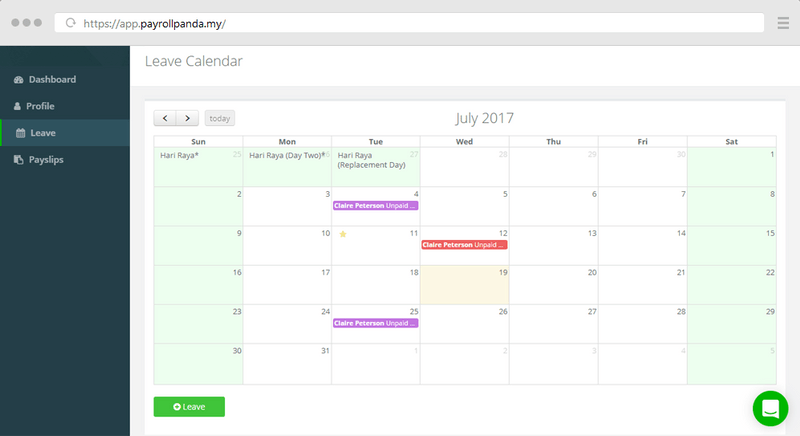 https://app.payrollpanda.my/
Dashboard
Profile
Leave
Payslips
Leave Calendar
today
July 2017
Sun Mon Tue Wed Thu Fri Sat
Hari Raya* 25 Hari Raya (Day Two)*26 Hari Raya 27 28 29 30 1
(Replacement Day)
2 3 4 5 6 7 8
Claire Peterson Unpaid ...
9 10 11 12 13 14 15
Claire Peterson Unpaid ...
16 17 18 19 20 21 22
23 24 25 26 27 28 29
Claire Peterson Unpaid ...
30 31 1 2 3 4 5
Leave